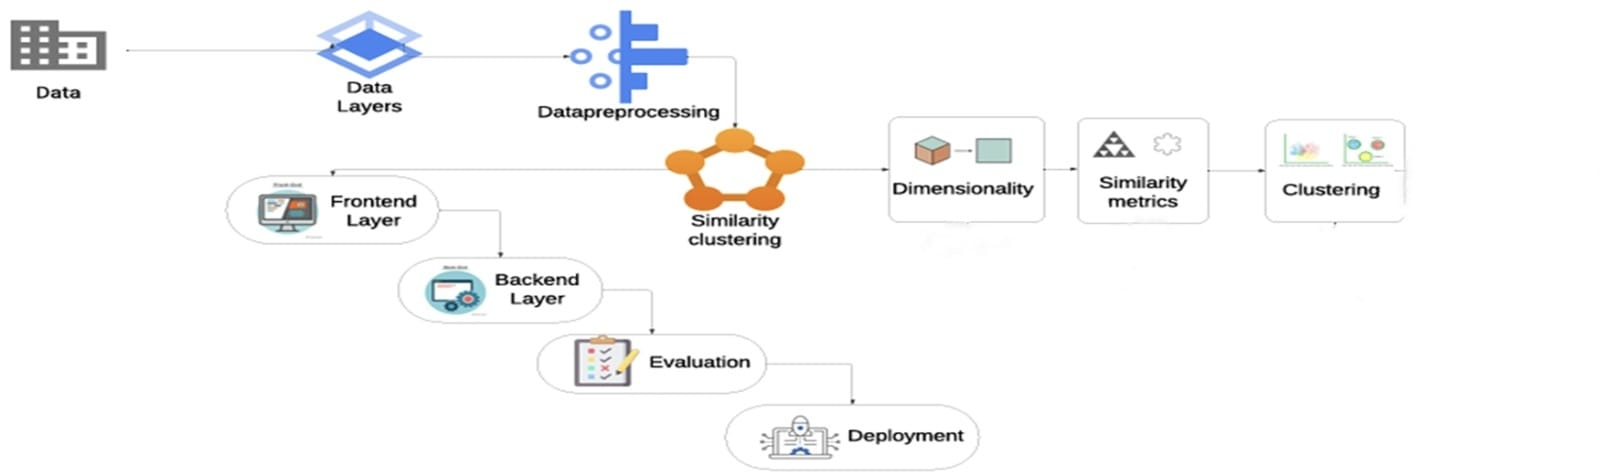 Data
Data
Layers
Datapreprocessing
Similarity
clustering
Dimensionality
Similarity
metrics
Clustering
Frontend
Layer
Backend
Layer
Evaluation
Deployment